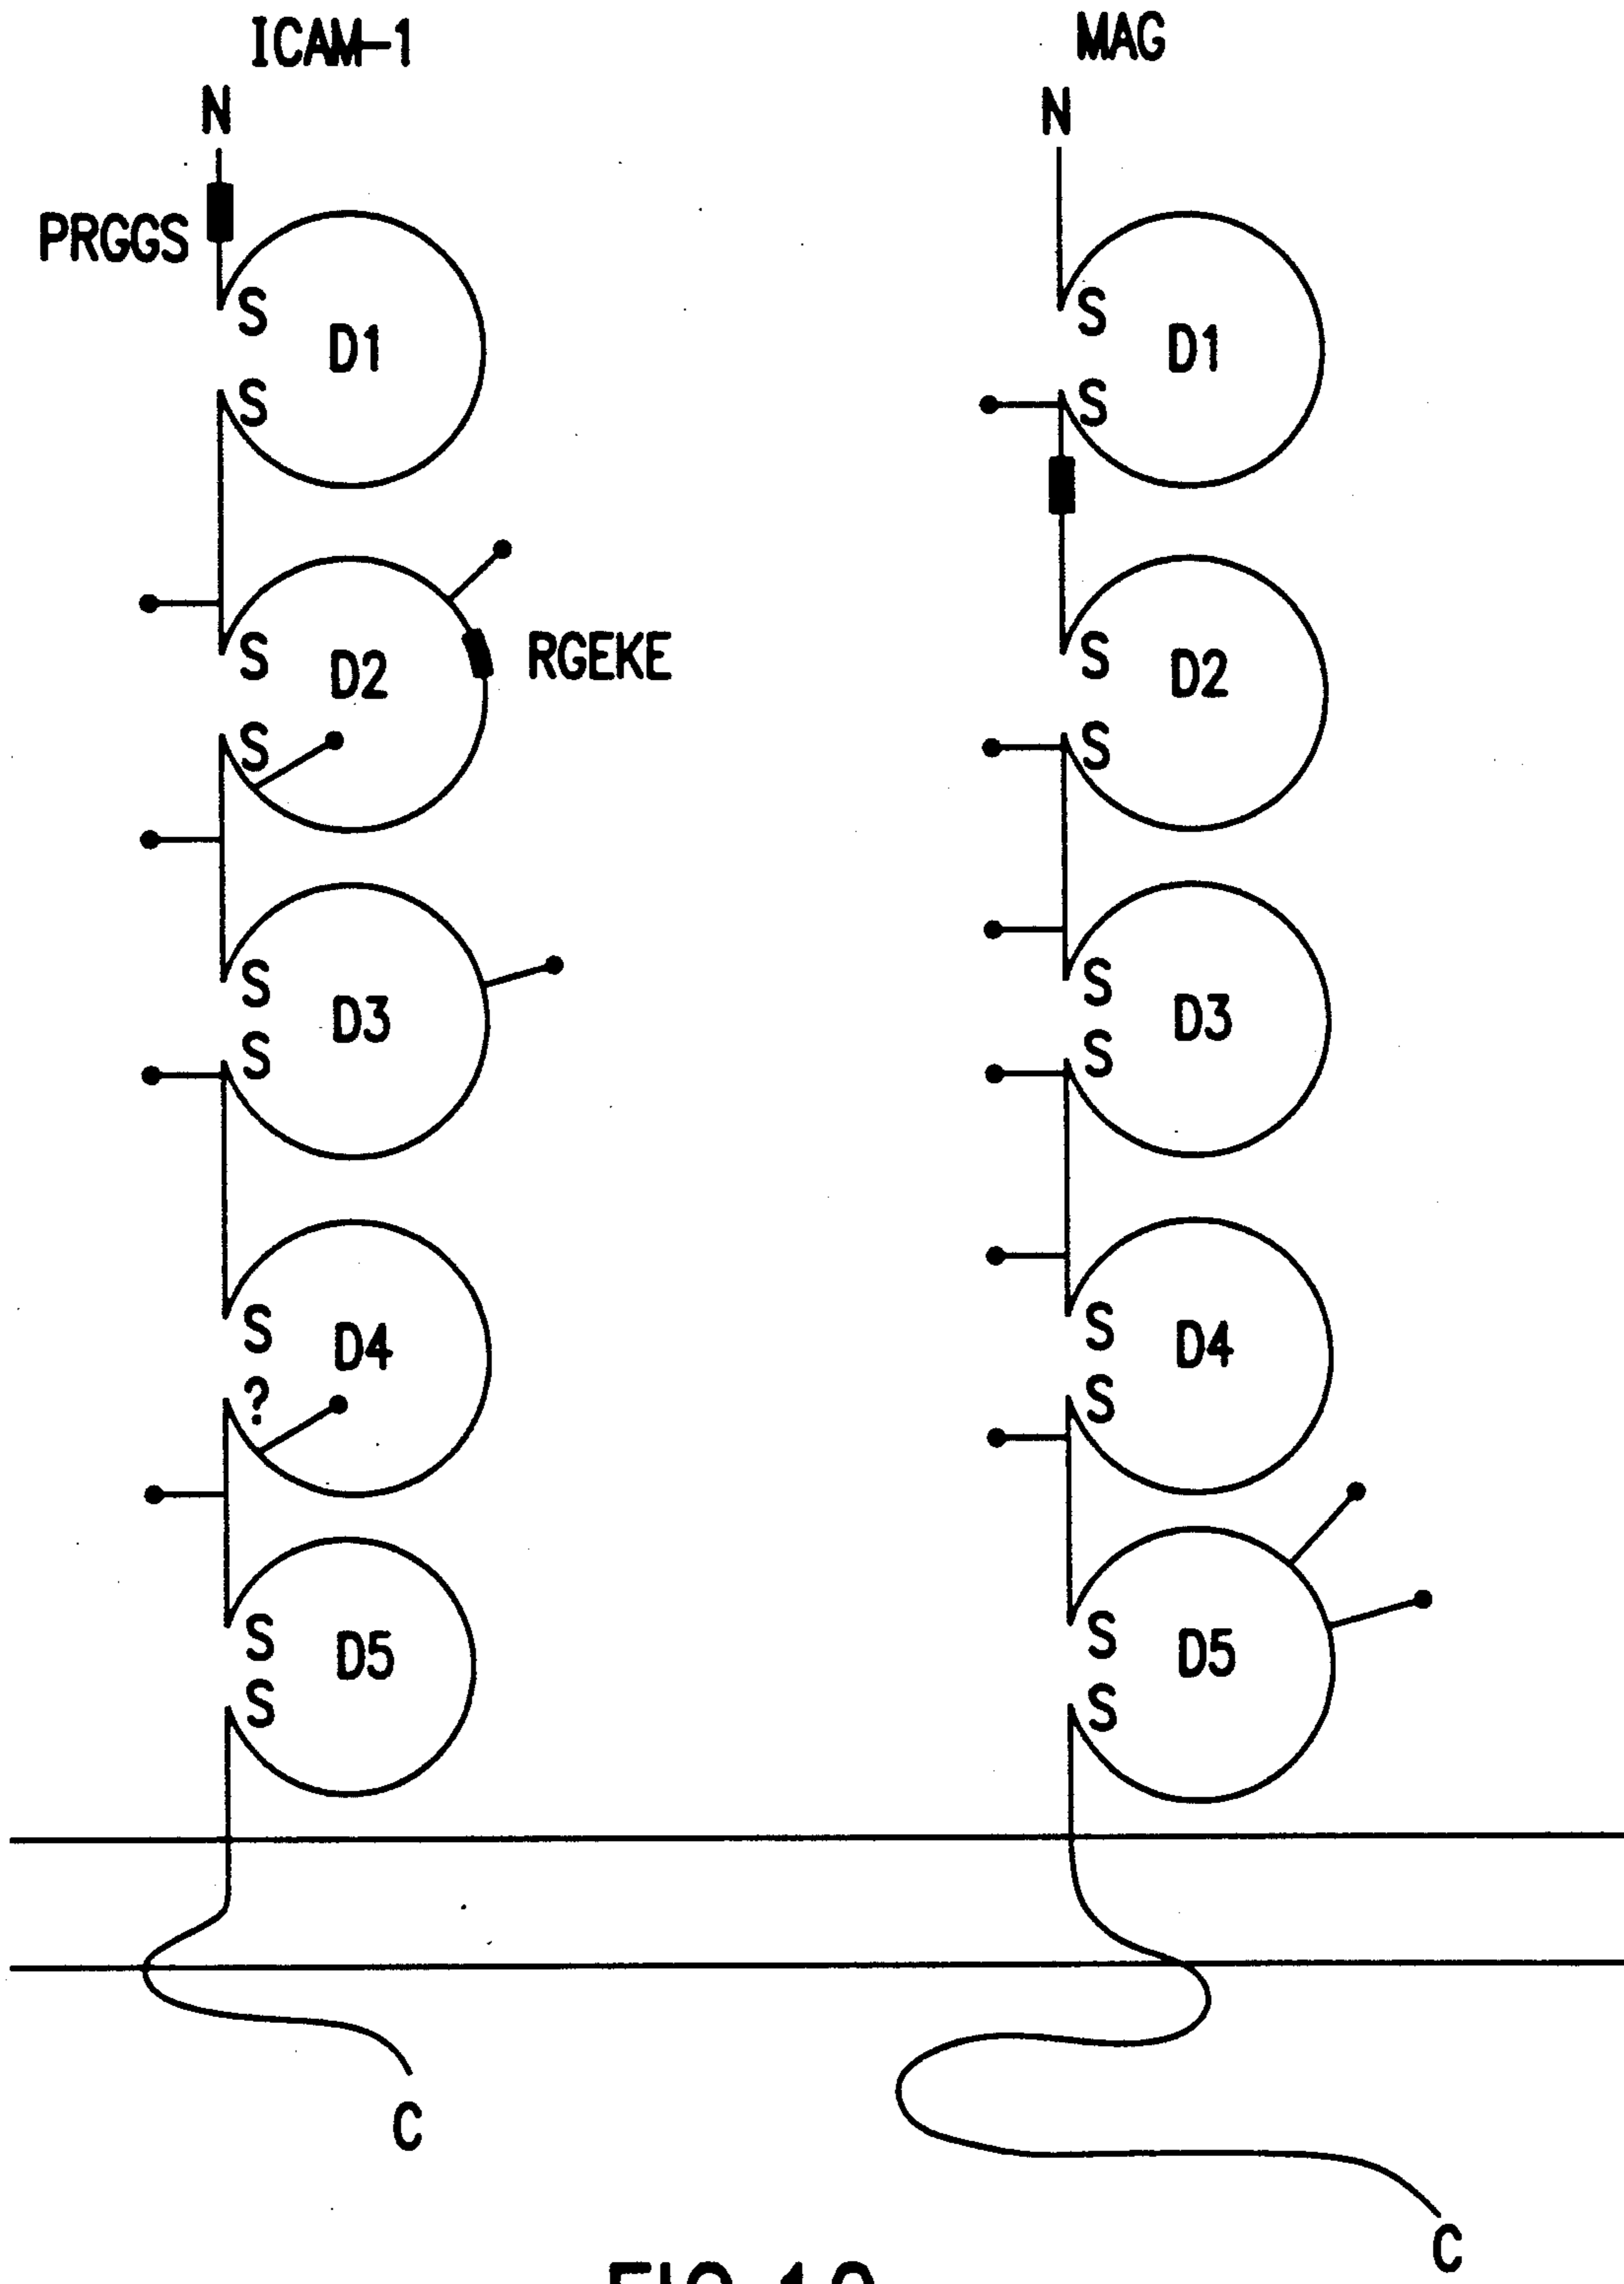 ICAM-1 MAG
N N
PRGGS
S D1 S D1
S S
S D2 RGEKE S D2
S S
S D3 S D3
S S
S D4 S D4
? S
S D5 S D5
S S
C
C